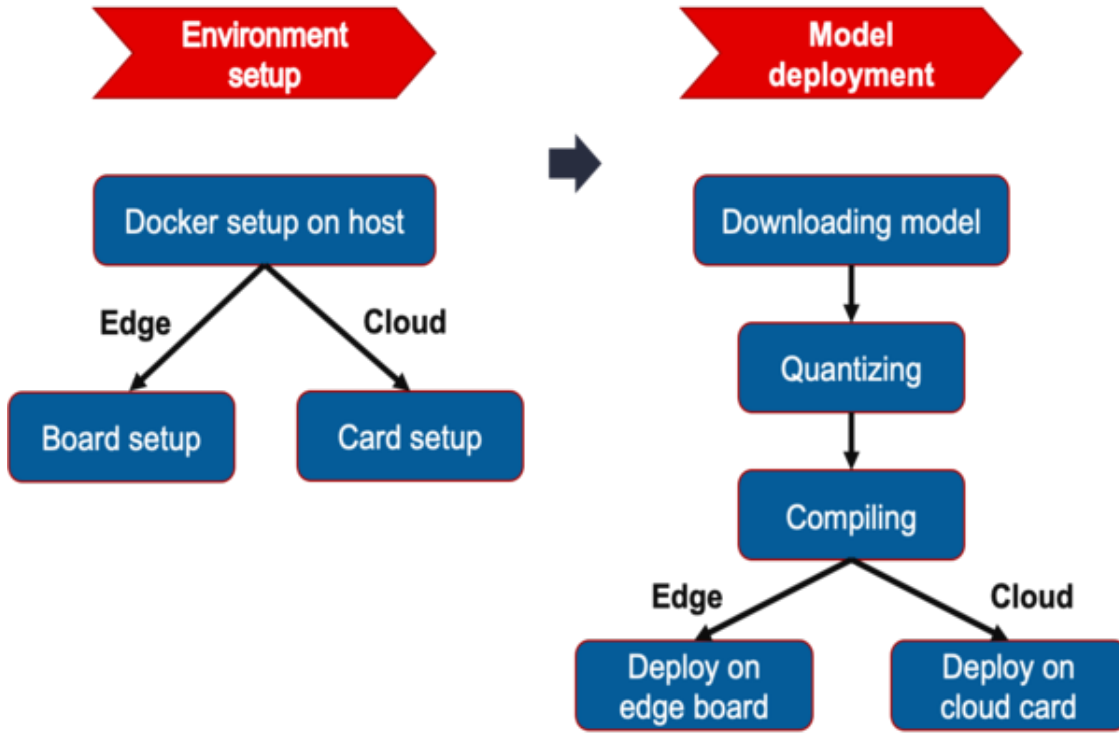 Environment
setup
Model
deployment
Docker setup on host
Edge
Cloud
Board setup
Card setup
Downloading model
Quantizing
Compiling
Edge
Cloud
Deploy on
edge board
Deploy on
cloud card